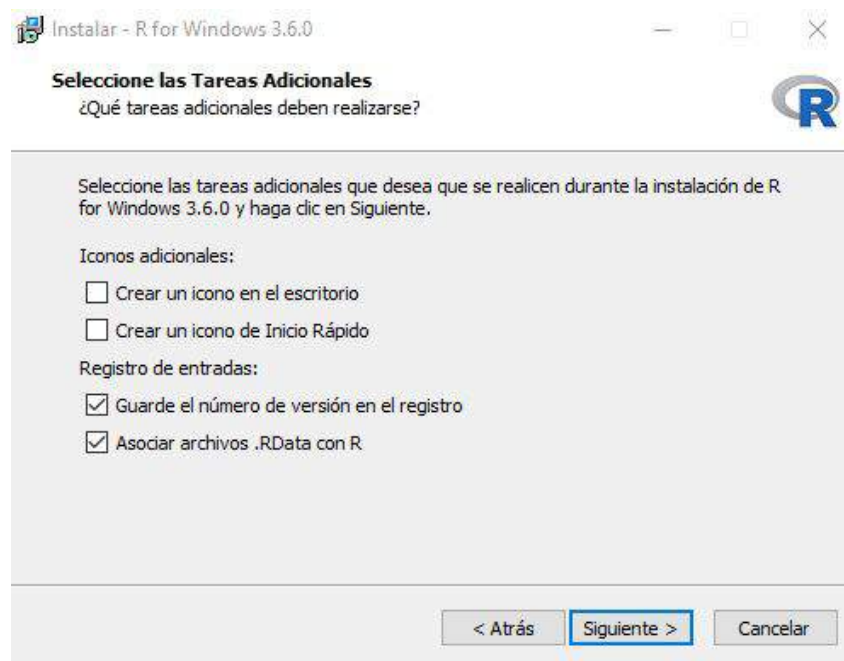 Instalar - R for Windows 3.6.0
Seleccione las Tareas Adicionales
¿Qué tareas adicionales deben realizarse?
R
Seleccione las tareas adicionales que desea que se realicen durante la instalación de R
for Windows 3.6.0 y haga clic en Siguiente.
Iconos adicionales:
Crear un icono en el escritorio
Crear un icono de Inicio Rápido
Registro de entradas:
Guarde el número de versión en el registro
Asociar archivos .RData con R
< Atrás Siguiente > Cancelar